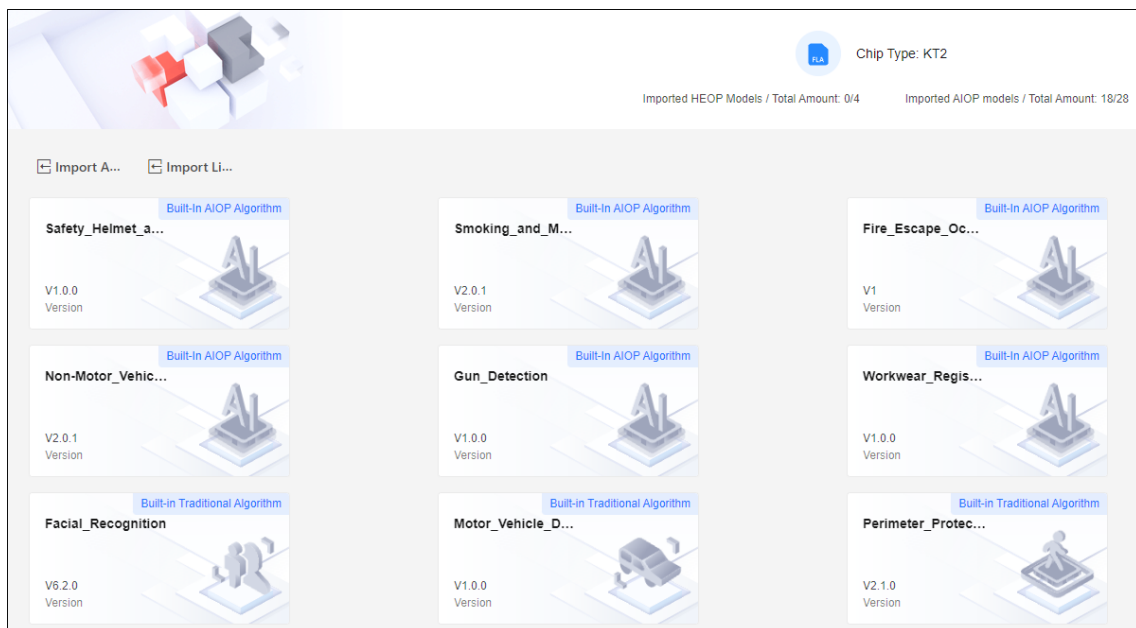 FLA
Chip Type: KT2
Imported HEOP Models / Total Amount: 0/4 Imported AIOP models / Total Amount: 18/28
Import A... Import Li...
Built-In AIOP Algorithm
Safety_Helmet_a...
V1.0.0
Version
Built-In AIOP Algorithm
Smoking_and_M...
V2.0.1
Version
Built-In AIOP Algorithm
Fire_Escape_Oc...
V1
Version
Built-In AIOP Algorithm
Non-Motor_Vehic...
V2.0.1
Version
Built-In AIOP Algorithm
Gun_Detection
V1.0.0
Version
Built-In AIOP Algorithm
Workwear_Regis...
V1.0.0
Version
Built-in Traditional Algorithm
Facial_Recognition
V6.2.0
Version
Built-in Traditional Algorithm
Motor_Vehicle_D...
V1.0.0
Version
Built-in Traditional Algorithm
Perimeter_Protec...
V2.1.0
Version